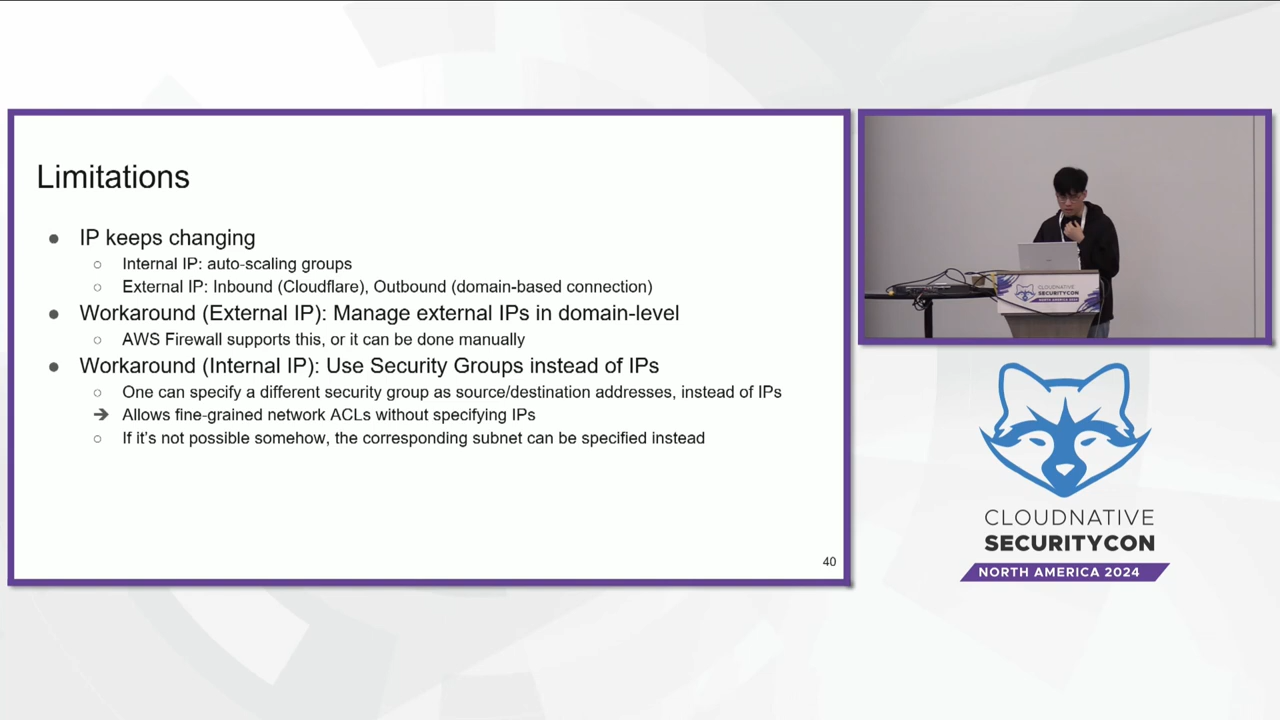 Limitations
● IP keeps changing
○ Internal IP: auto-scaling groups
○ External IP: Inbound (Cloudflare), Outbound (domain-based connection)
● Workaround (External IP): Manage external IPs in domain-level
○ AWS Firewall supports this, or it can be done manually
● Workaround (Internal IP): Use Security Groups instead of IPs
○ One can specify a different security group as source/destination addresses, instead of IPs
➔ Allows fine-grained network ACLs without specifying IPs
○ If it's not possible somehow, the corresponding subnet can be specified instead
40
CLOUDNATIVE
SECURITYCON
CLOUDNATIVE
SECURITYCON
NORTH AMERICA 2024